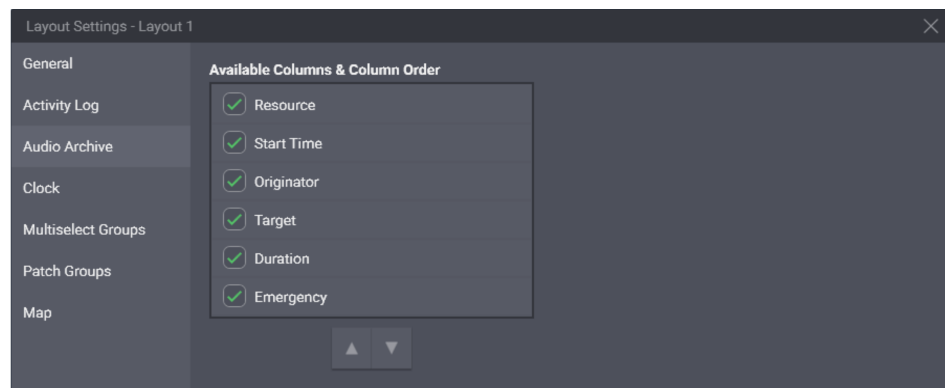 Layout Settings - Layout 1
General
Activity Log
Audio Archive
Clock
Multiselect Groups
Patch Groups
Map
Available Columns & Column Order
Resource
Start Time
Originator
Target
Duration
Emergency